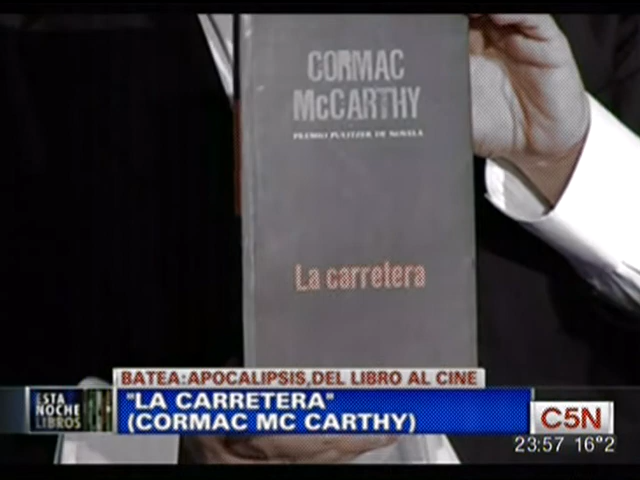 CORMAC
McCARTHY
PREMIO PULITZER DE NOVELA
La carretera
BATEA:APOCALIPSIS,DEL LIBRO AL CINE
ESTA
NOCHE
LIBROS
"LA CARRETERA"
(CORMAC MC CARTHY)
C5N
23:57 16°2